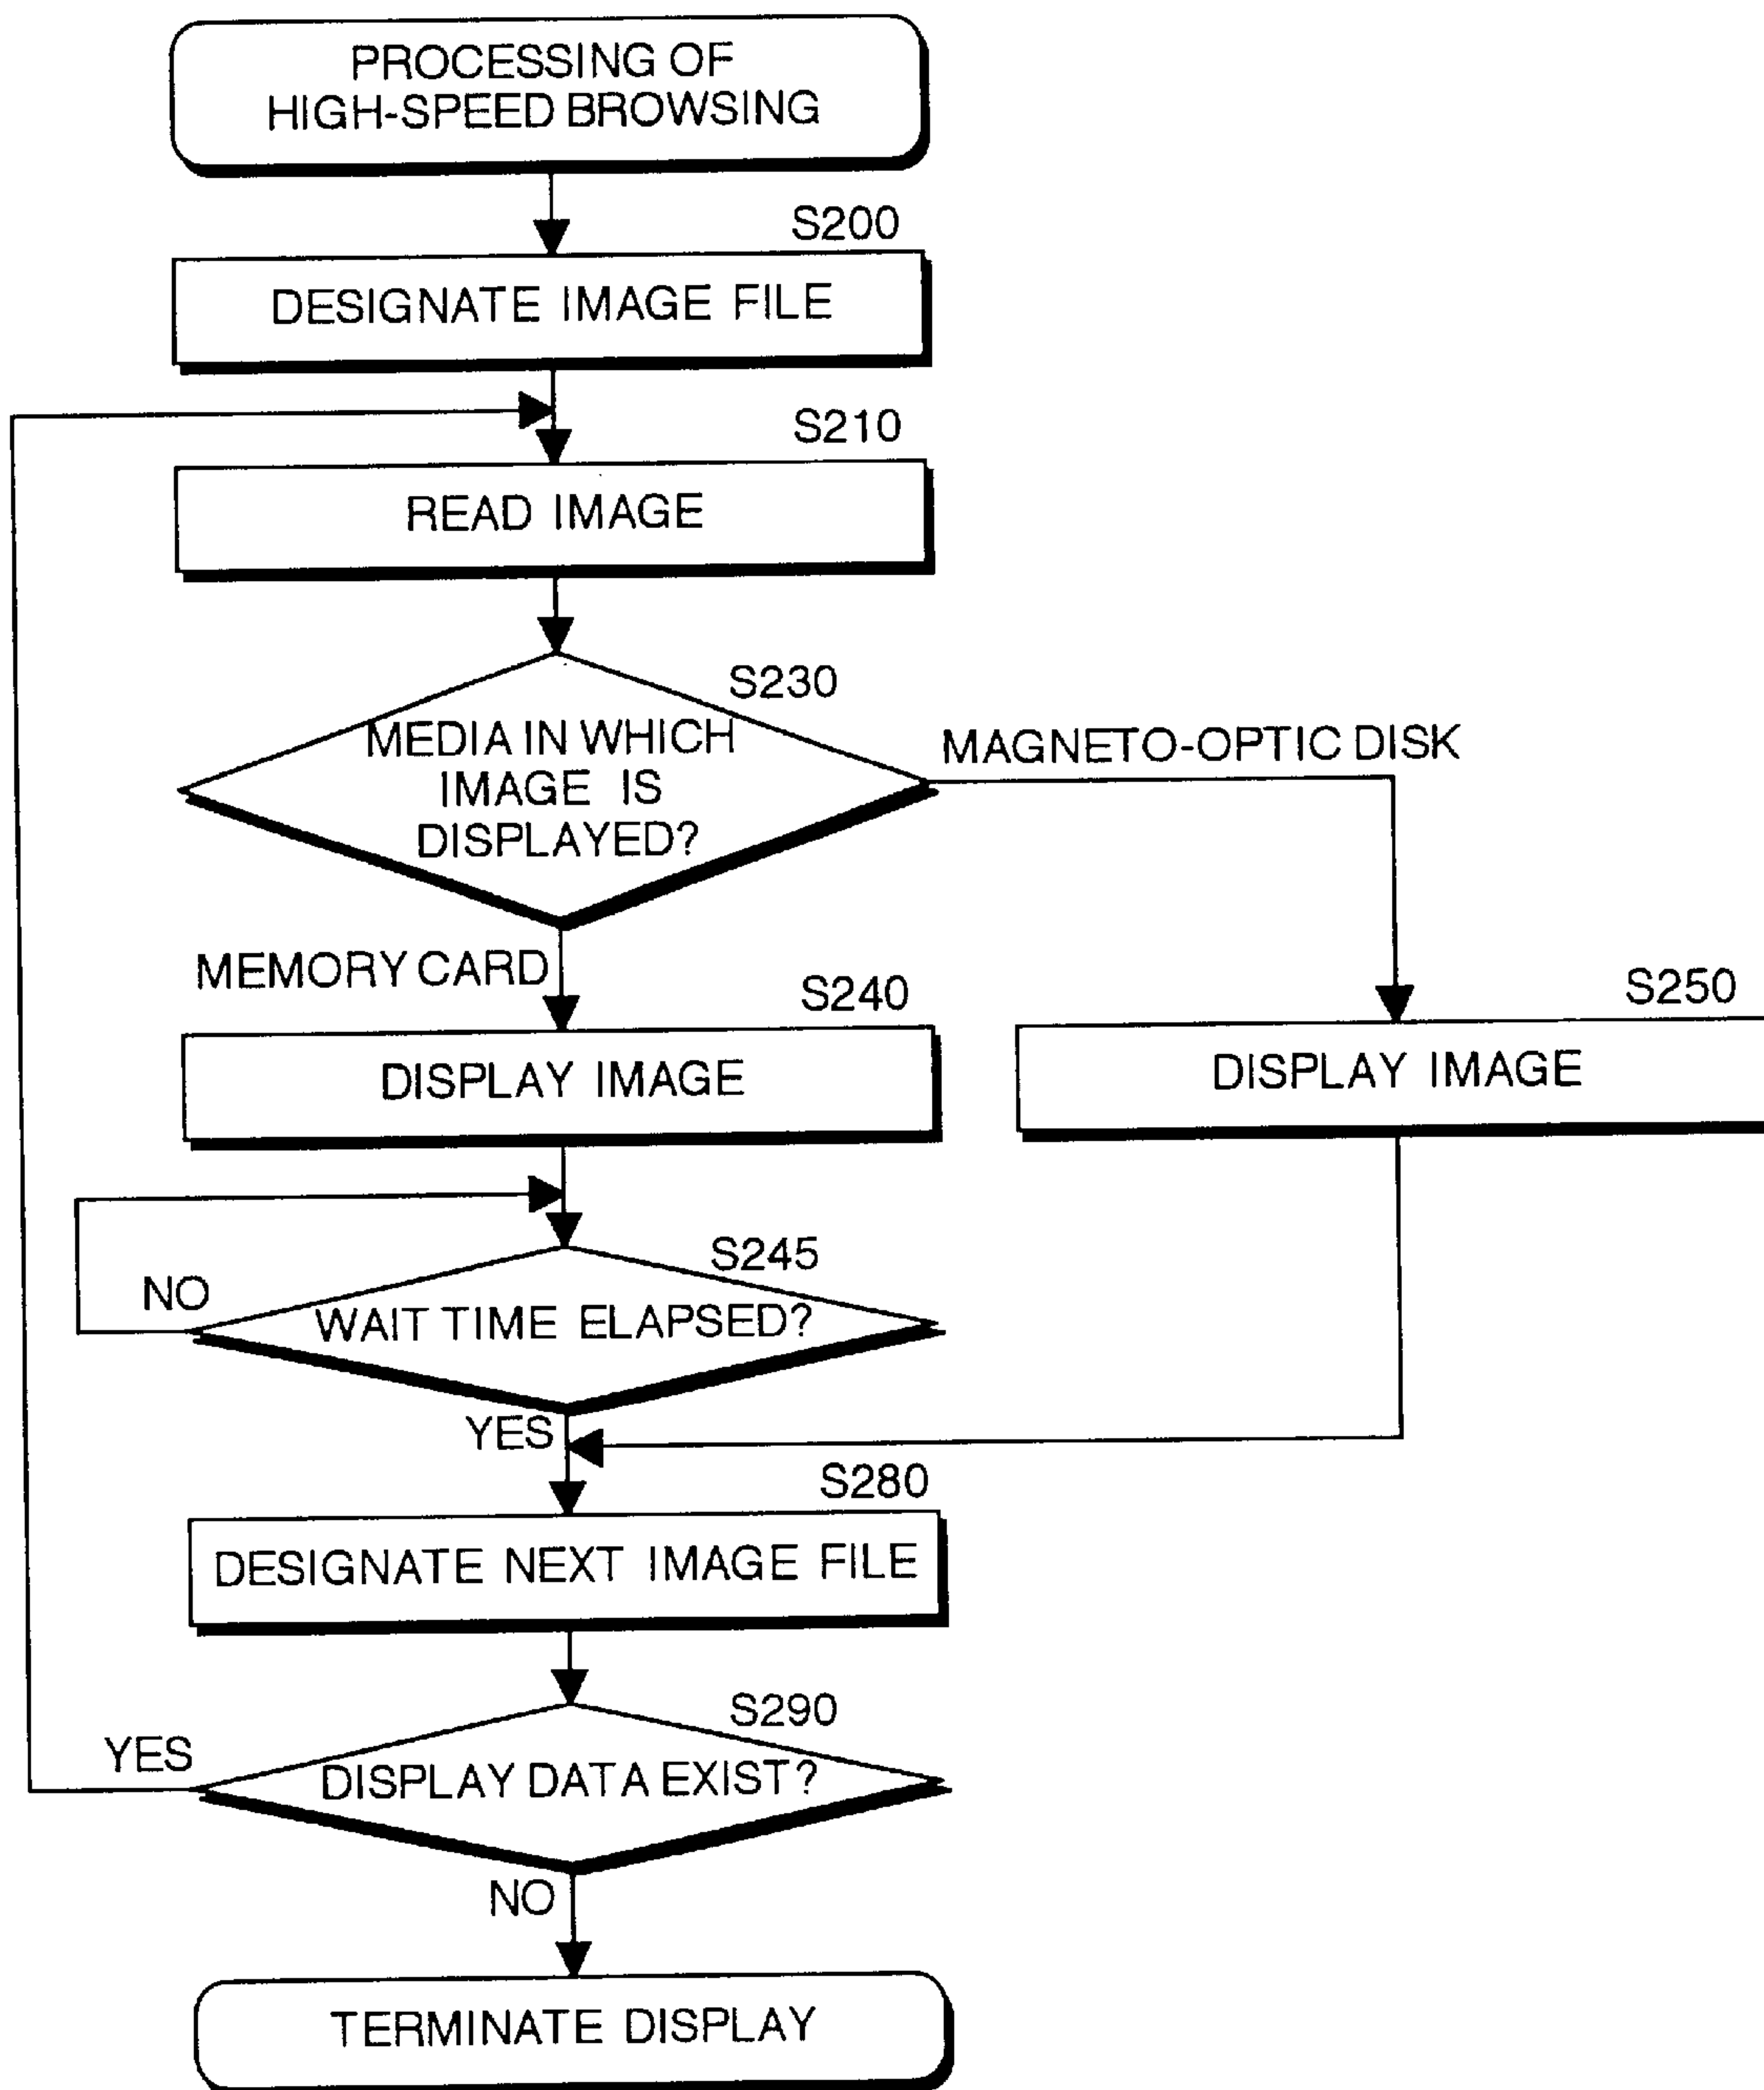 PROCESSING OF
HIGH-SPEED BROWSING
S200
DESIGNATE IMAGE FILE
S210
READ IMAGE
S230
MEDIA IN WHICH
IMAGE IS
DISPLAYED?
MAGNETO-OPTIC DISK
MEMORY CARD
S240
DISPLAY IMAGE
S250
DISPLAY IMAGE
S245
NO
WAIT TIME ELAPSED?
YES
S280
DESIGNATE NEXT IMAGE FILE
S290
YES
DISPLAY DATA EXIST?
NO
TERMINATE DISPLAY